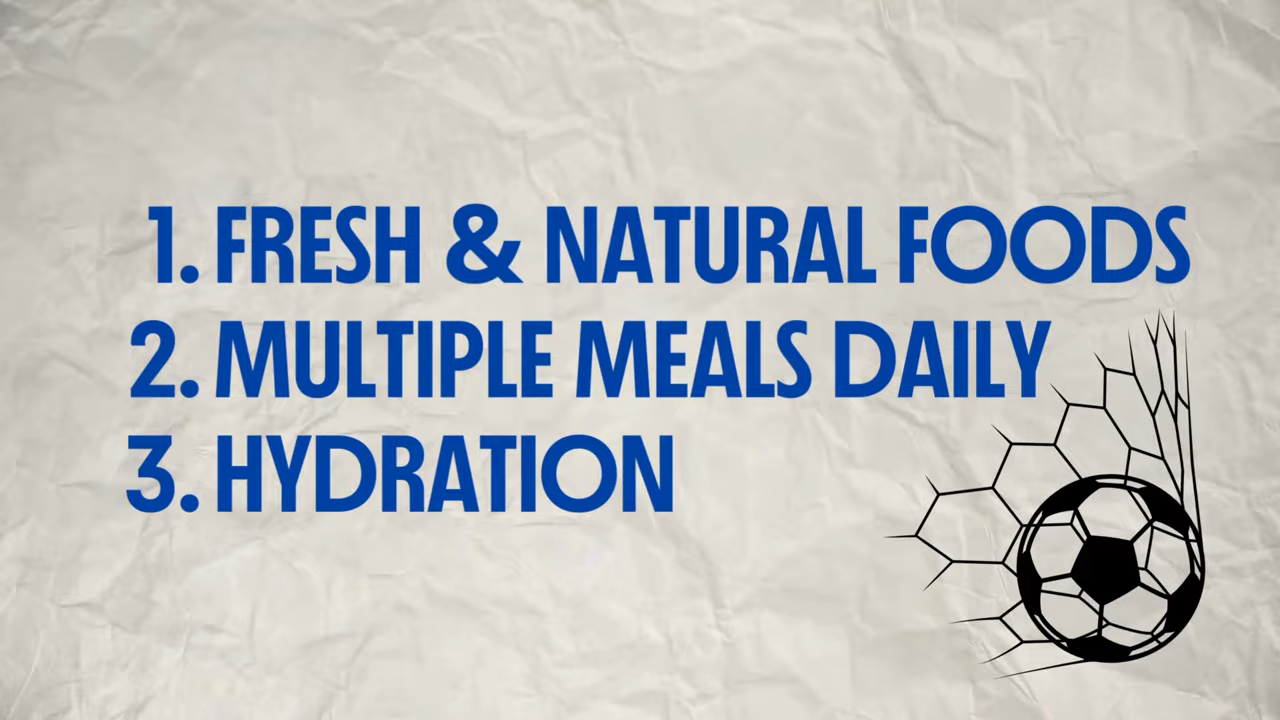 1. FRESH & NATURAL FOODS
2. MULTIPLE MEALS DAILY
3. HYDRATION